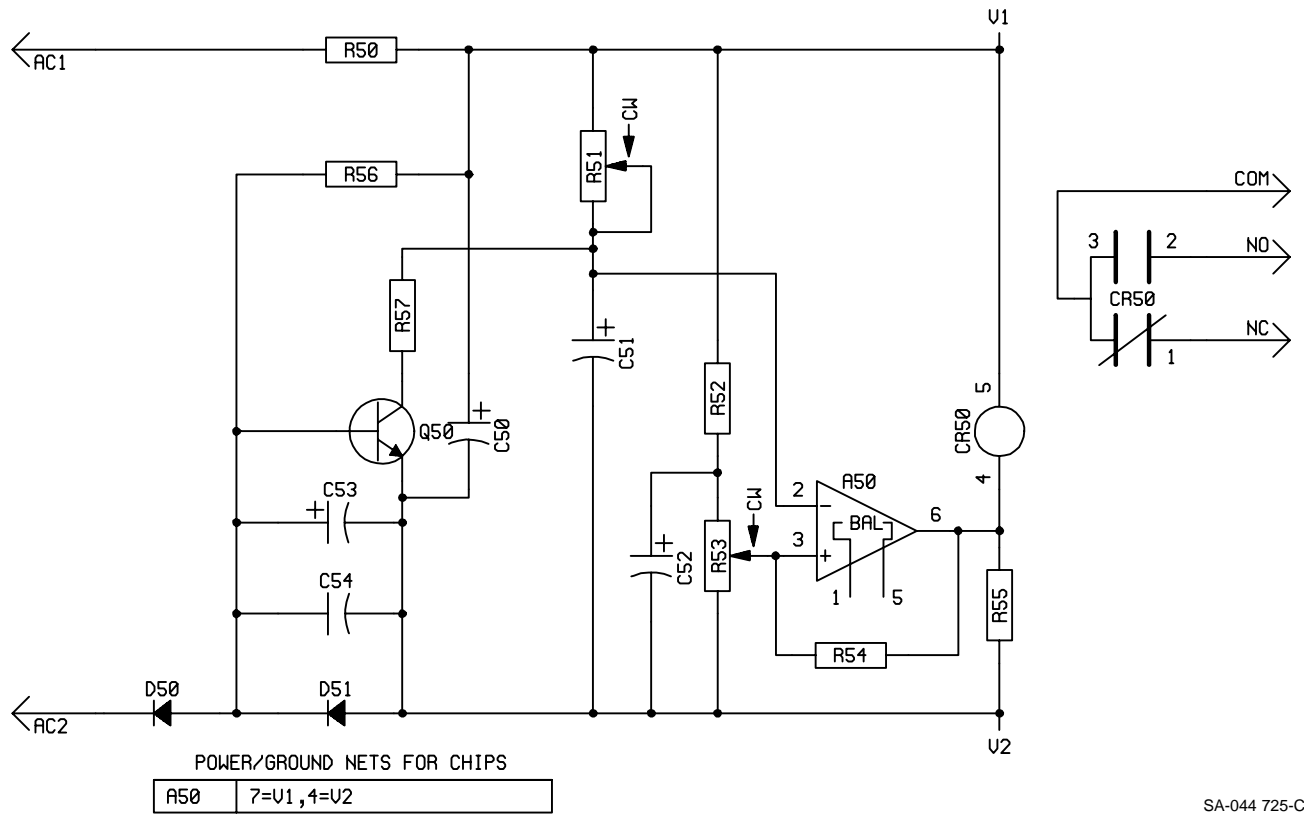 V1
AC1
R50
CW
R51
R56
COM
3
2
NO
CR50
NC
1
R57
C51
R52
5
CR50
4
Q50
C50
A50
2
6
C53
CW
BAL
3
R53
C52
1
5
C54
R55
R54
D50
D51
AC2
V2
POWER/GROUND NETS FOR CHIPS
A50 7=V1,4=V2
SA-044 725-C